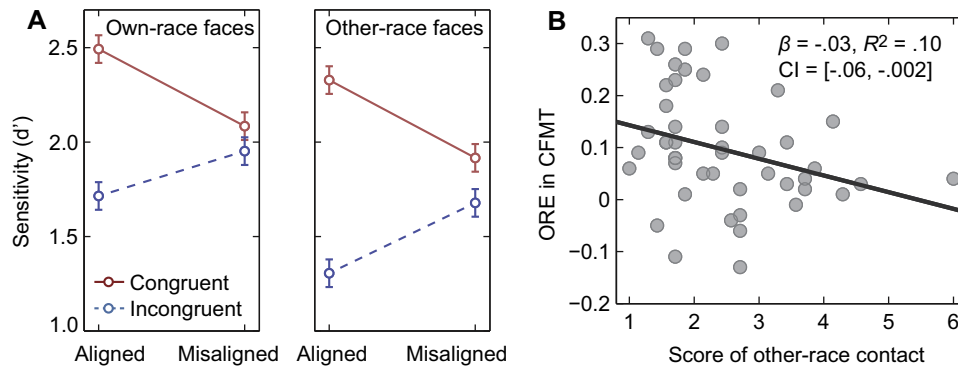 A
Own-race faces
Other-race faces
Sensitivity (d')
2.5
2.0
1.5
1.0
Congruent
Incongruent
Aligned
Misaligned
Aligned
Misaligned
B
β = -.03, R² = .10
CI = [-.06, -.002]
ORE in CFMT
0.3
0.2
0.1
0
−0.1
−0.2
1
2
3
4
5
6
Score of other-race contact